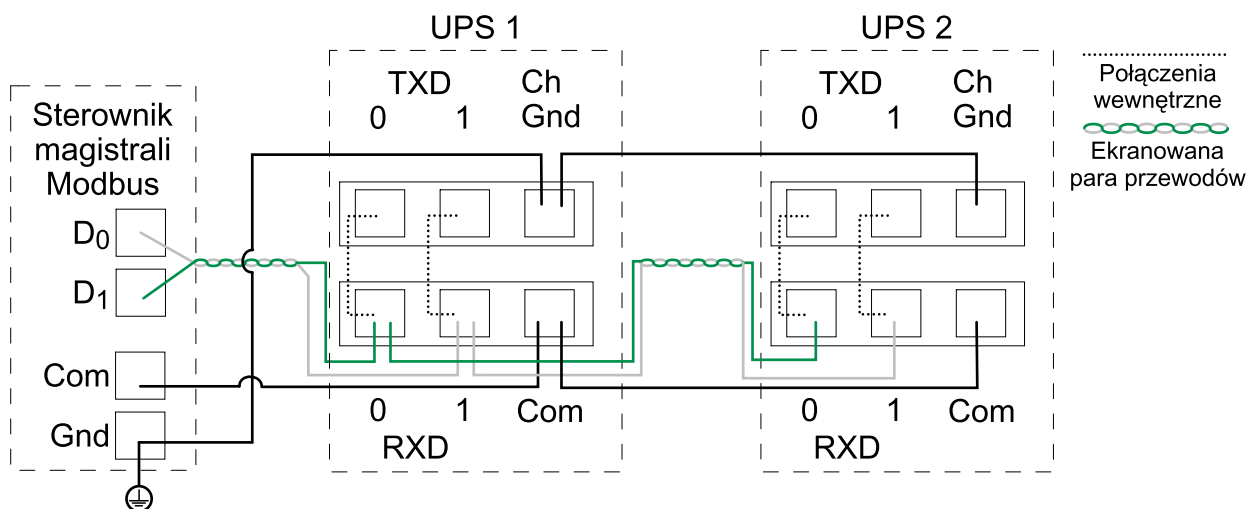 UPS 1
UPS 2
Sterownik
magistrali
Modbus
D0
D1
Com
Gnd
TXD
0 1
Ch
Gnd
0 1 Com
RXD
TXD
0 1
Ch
Gnd
0 1 Com
RXD
Połączenia
wewnętrzne
Ekranowana
para przewodów